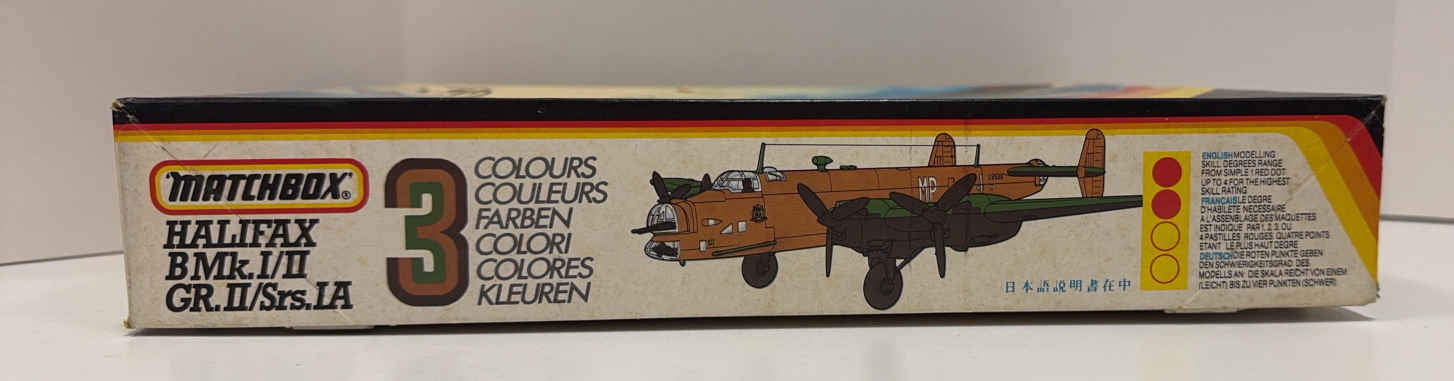 MATCHBOX®
HALIFAX
B Mk.I/II
GR.II/Srs.IA
3
COLOURS
COULEURS
FARBEN
COLORI
COLORES
KLEUREN
MP
日本語説明書在中
ENGLISH MODELLING
SKILL DEGREES RANGE
FROM SIMPLE 1 RED DOT
UP TO 4 FOR THE HIGHEST
SKILL RATING
FRANÇAIS LE DEGRE
D'HABILETE NECESSAIRE
A L'ASSEMBLAGE DES MAQUETTES
EST INDIQUE PAR 1, 2, 3, OU
4 PASTILLES ROUGES QUATRE POINTS
ETANT LE PLUS HAUT DEGRE
DEUTSCH DIE ROTEN PUNKTE GEBEN
DEN SCHWIERIGKEITSGRAD DES
MODELLS AN: DIE SKALA REICHT VON EINEM
(LEICHT) BIS ZU VIER PUNKTEN (SCHWER)